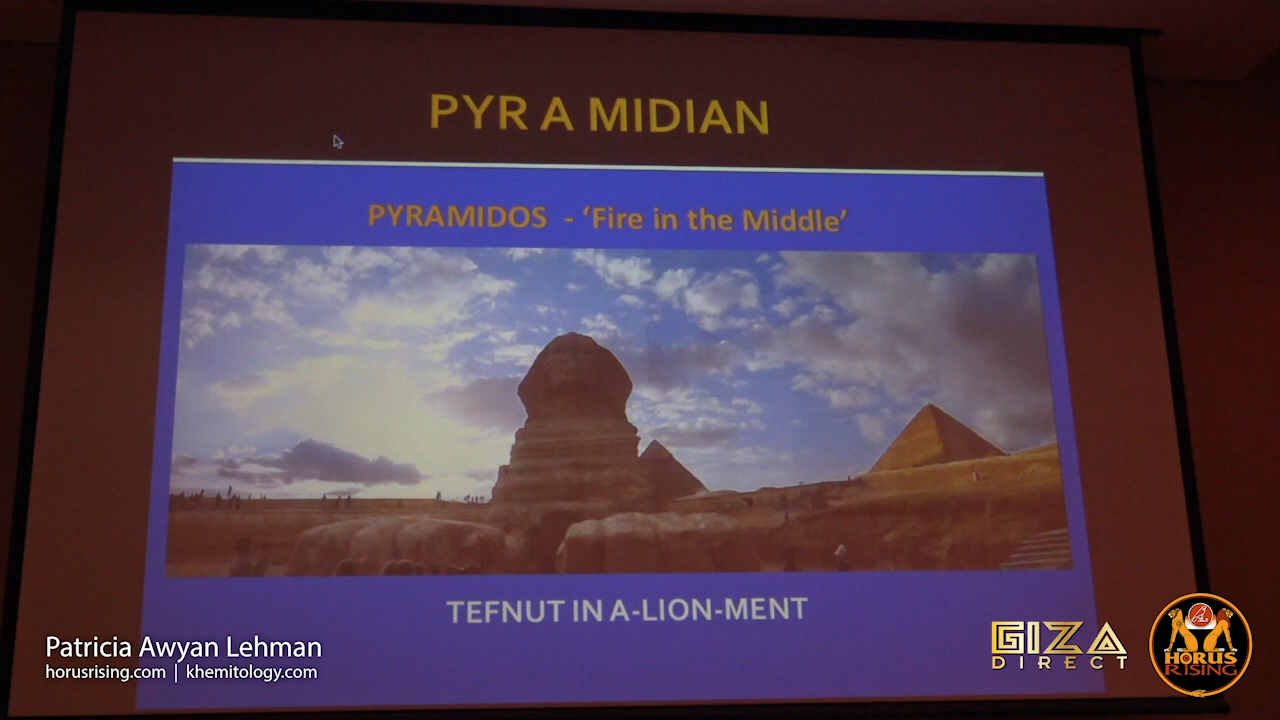 PYR A MIDIAN
PYRAMIDOS - ‘Fire in the Middle’
TEFNUT IN A-LION-MENT
Patricia Awyan Lehman
horusrising.com | khemitology.com
GIZA
DIRECT
HORUS
RISING